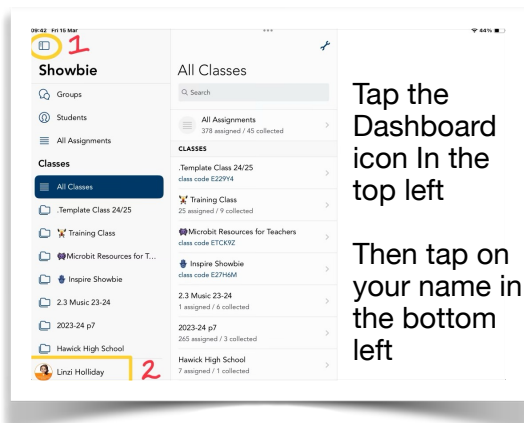 09:42 Fri 15 Mar
44%
1
Showbie
Groups
Students
All Assignments
Classes
All Classes
.Template Class 24/25
Training Class
Microbit Resources for T...
Inspire Showbie
2.3 Music 23-24
2023-24 p7
Hawick High School
Linzi Holliday
2
All Classes
Search
All Assignments
378 assigned / 45 collected
CLASSES
.Template Class 24/25
class code E229Y4
Training Class
25 assigned / 9 collected
Microbit Resources for Teachers
class code ETCK9Z
Inspire Showbie
class code E27H6M
2.3 Music 23-24
1 assigned / 6 collected
2023-24 p7
265 assigned / 3 collected
Hawick High School
7 assigned / 1 collected
Tap the
Dashboard
icon In the
top left
Then tap on
your name in
the bottom
left